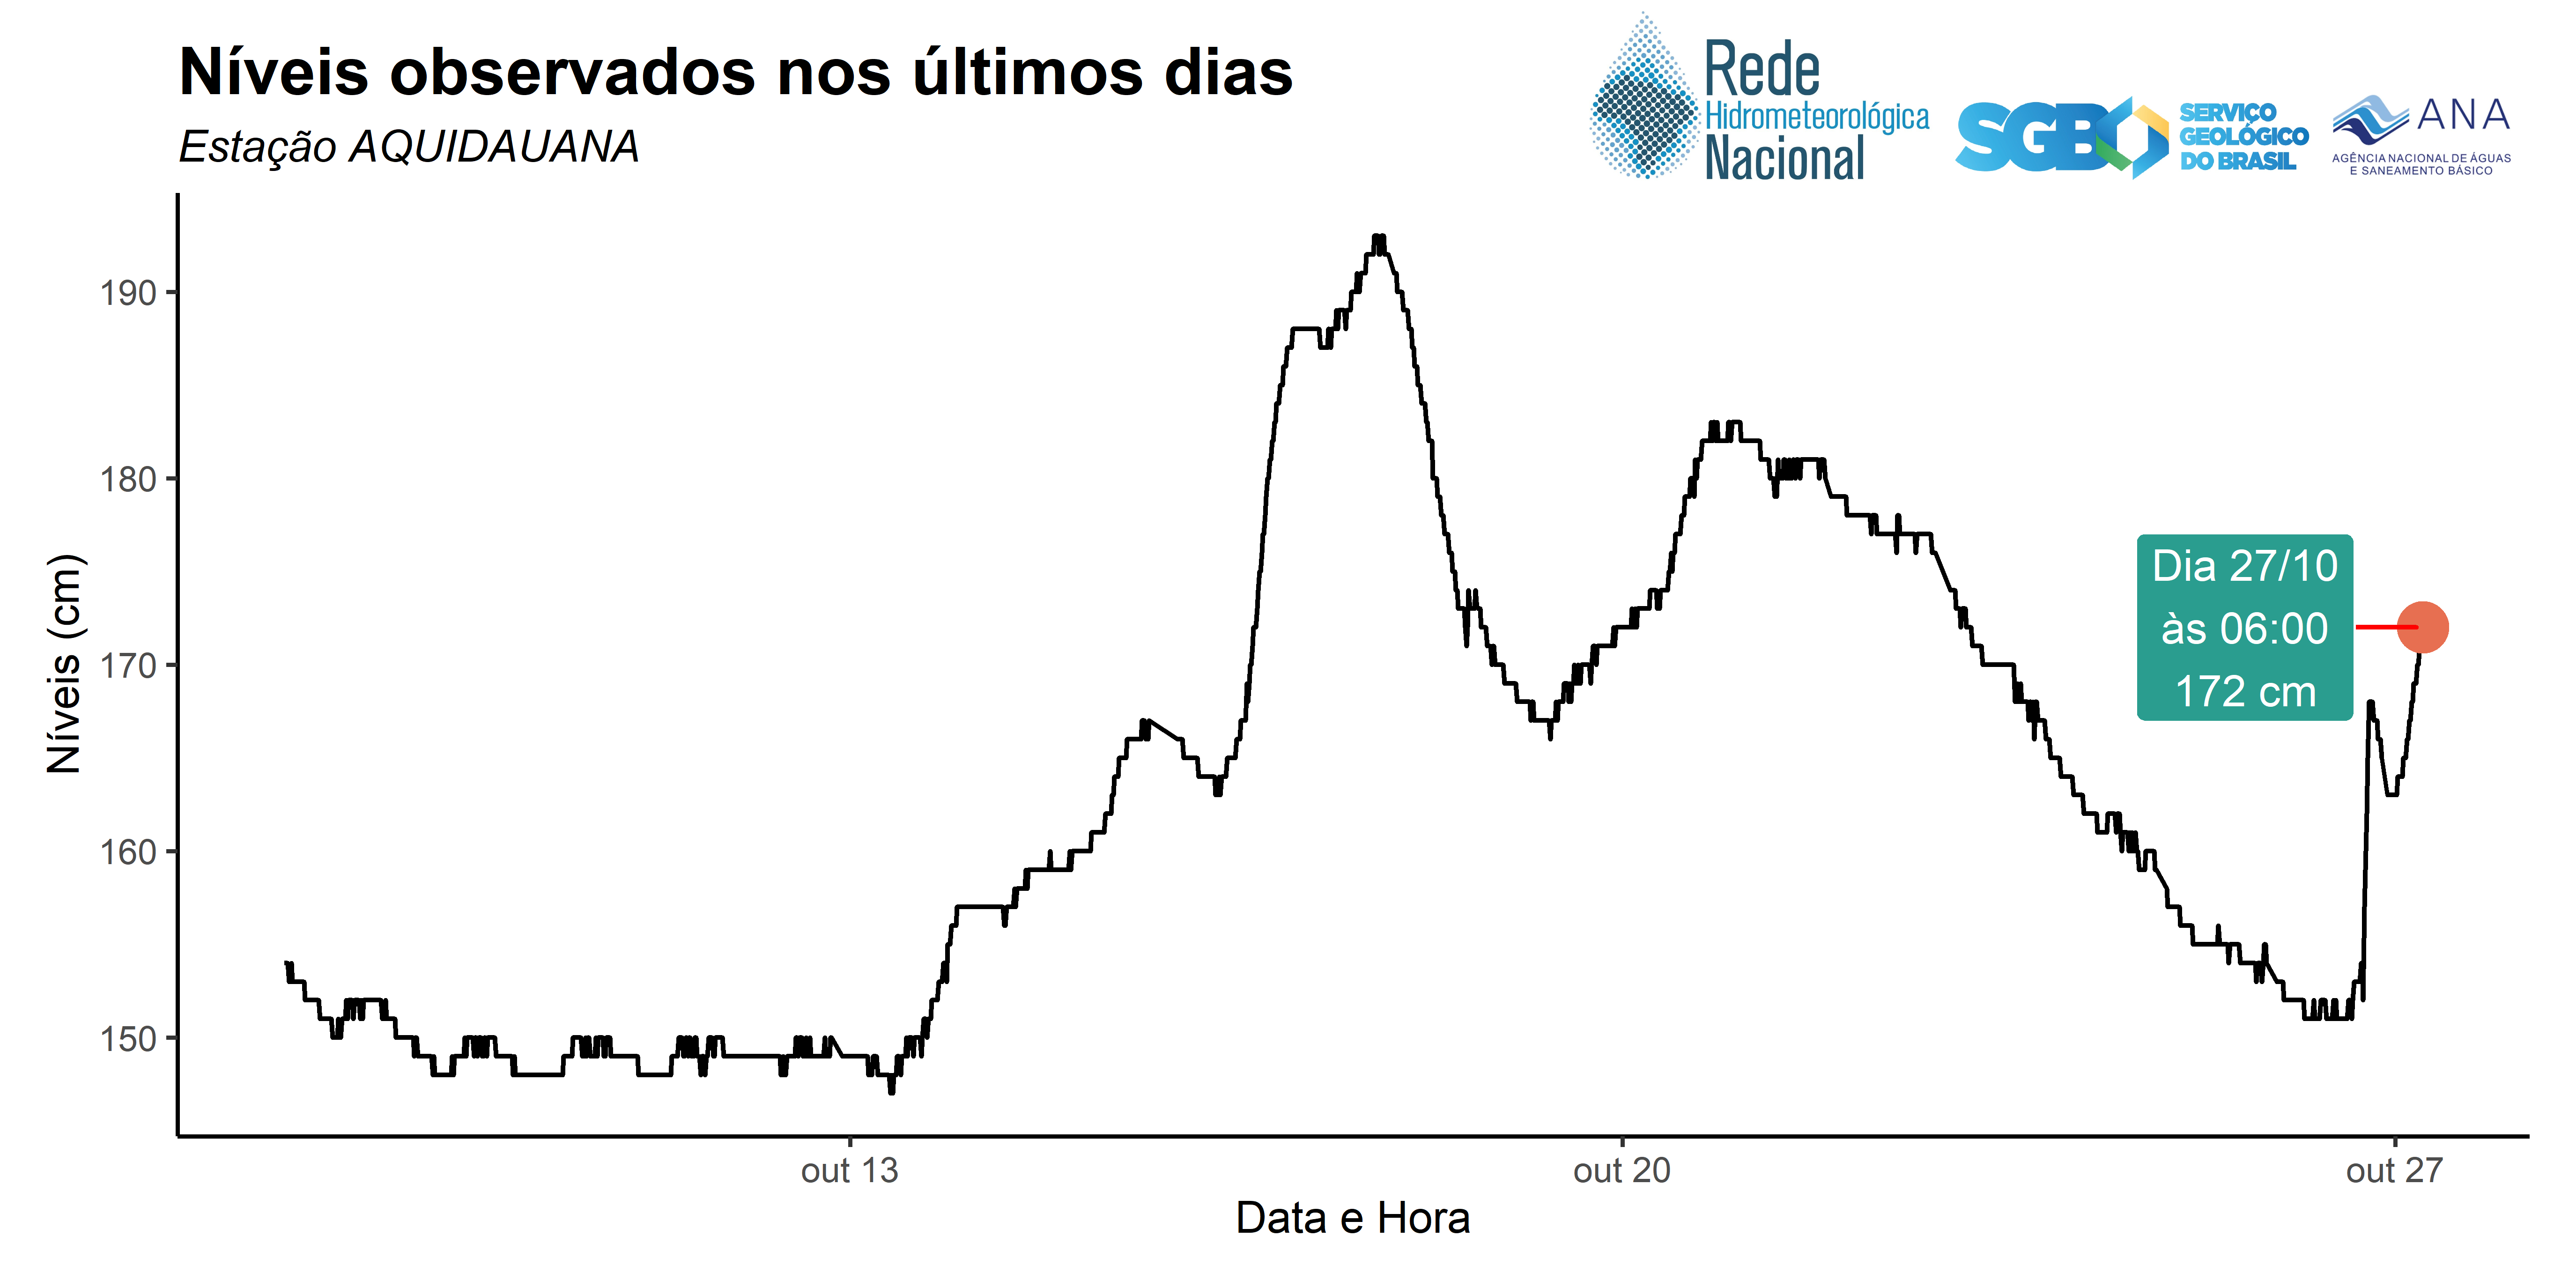 Níveis observados nos últimos dias
Estação AQUIDAUANA
Rede
Hidrometeorológica
Nacional
SGB
SERVIÇO
GEOLÓGICO
DO BRASIL
ANA
AGÊNCIA NACIONAL DE ÁGUAS
E SANEAMENTO BÁSICO
Níveis (cm)
190
180
170
160
150
Dia 27/10
às 06:00
172 cm
out 13
out 20
out 27
Data e Hora